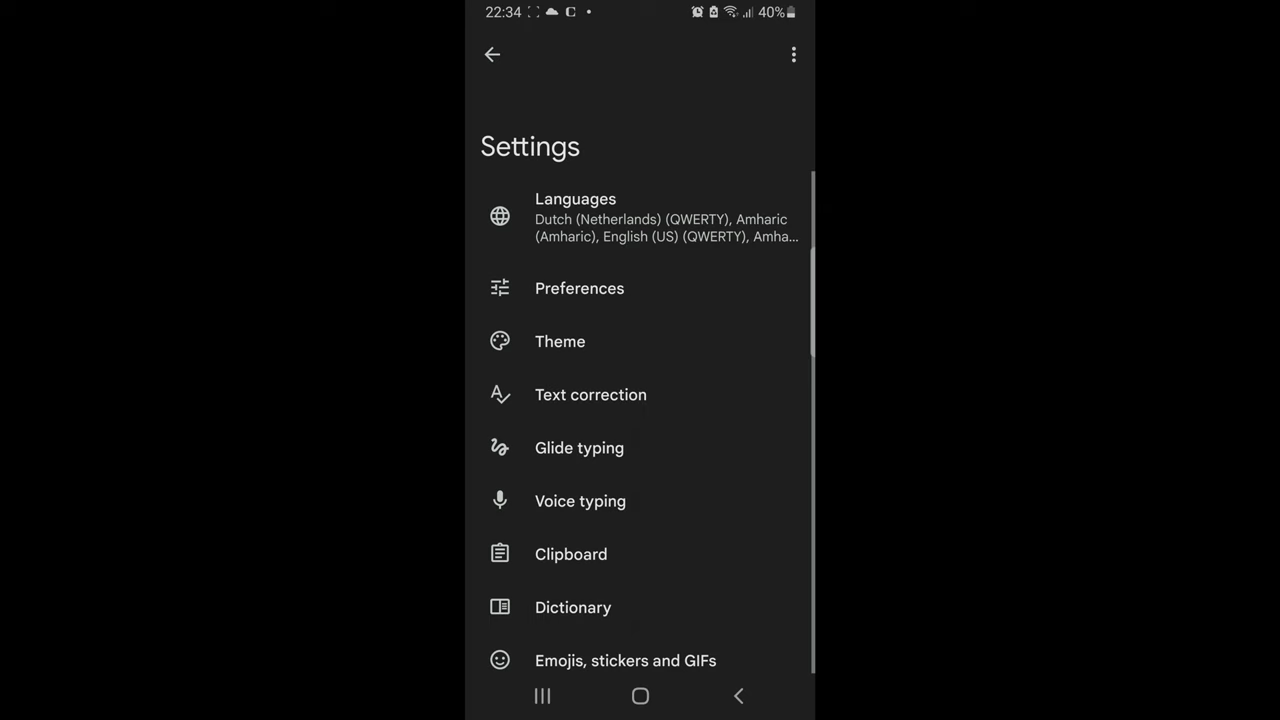 22:34 C 40%
Settings
Languages
Dutch (Netherlands) (QWERTY), Amharic
(Amharic), English (US) (QWERTY), Amha...
Preferences
Theme
Text correction
Glide typing
Voice typing
Clipboard
Dictionary
Emojis, stickers and GIFs